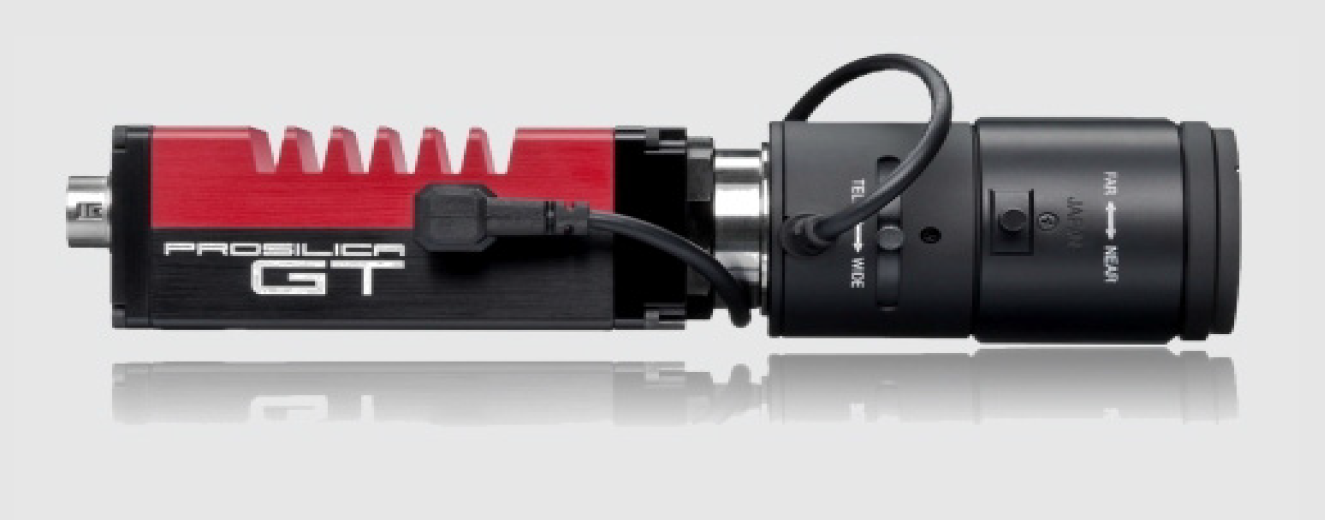 PROSILICA
GT
TELE ↔ WIDE
JAPAN
FAR ↔ NEAR